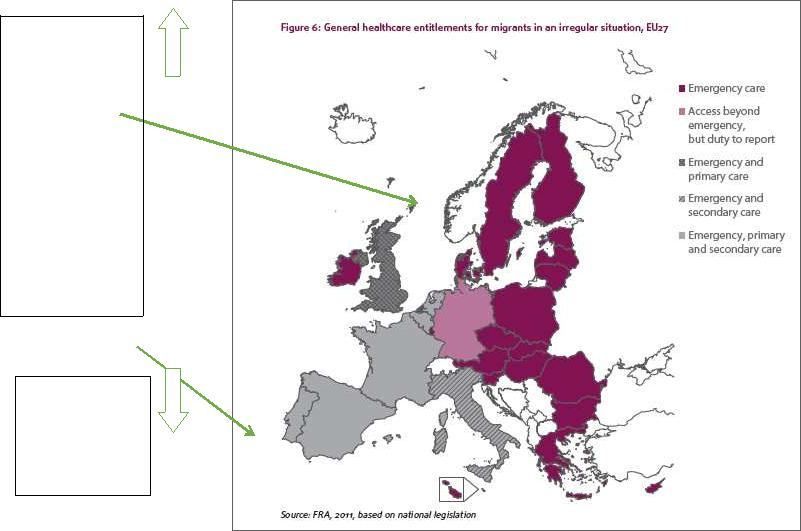 Figure 6: General healthcare entitlements for migrants in an irregular situation, EU27
Emergency care
Access beyond
emergency,
but duty to report
Emergency and
primary care
Emergency and
secondary care
Emergency, primary
and secondary care
Source: FRA, 2011, based on national legislation